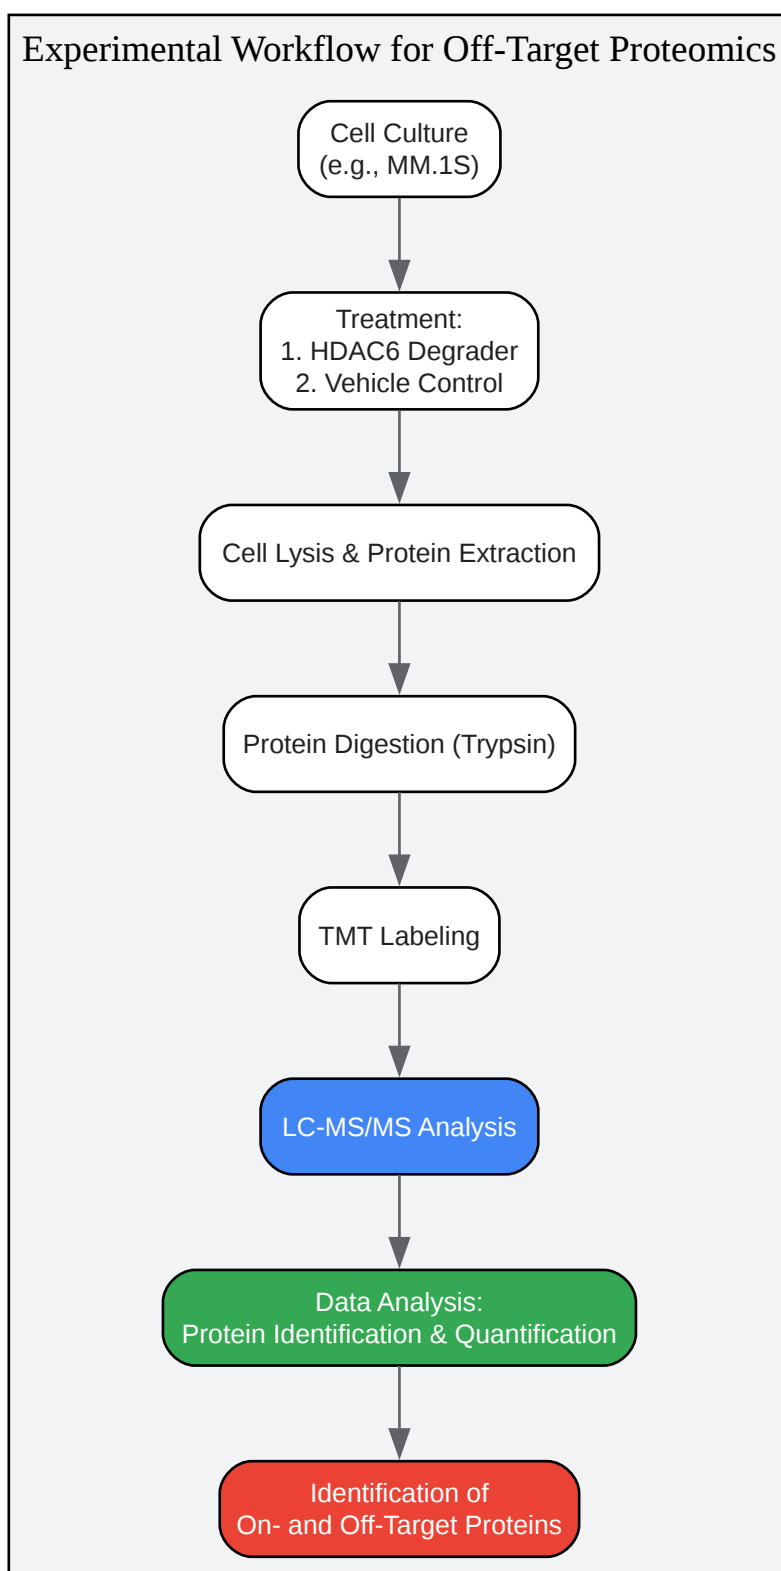 Experimental Workflow for Off-Target Proteomics
Cell Culture
(e.g., MM.1S)
Treatment:
1. HDAC6 Degrader
2. Vehicle Control
Cell Lysis & Protein Extraction
Protein Digestion (Trypsin)
TMT Labeling
LC-MS/MS Analysis
Data Analysis:
Protein Identification & Quantification
Identification of
On- and Off-Target Proteins